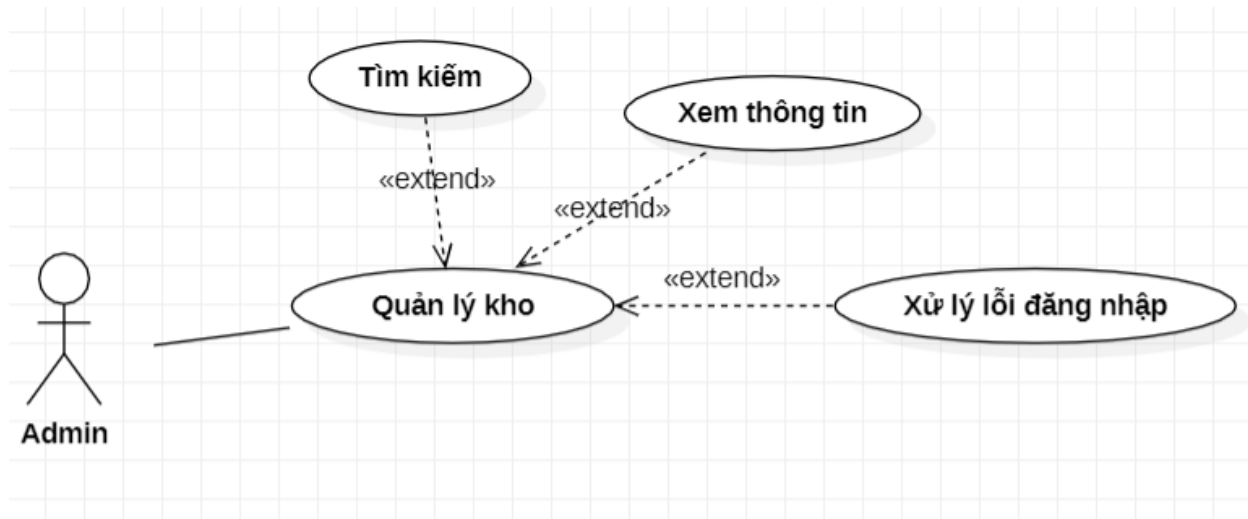 Tìm kiếm
Xem thông tin
«extend»
«extend»
«extend»
Quản lý kho
Xử lý lỗi đăng nhập
Admin